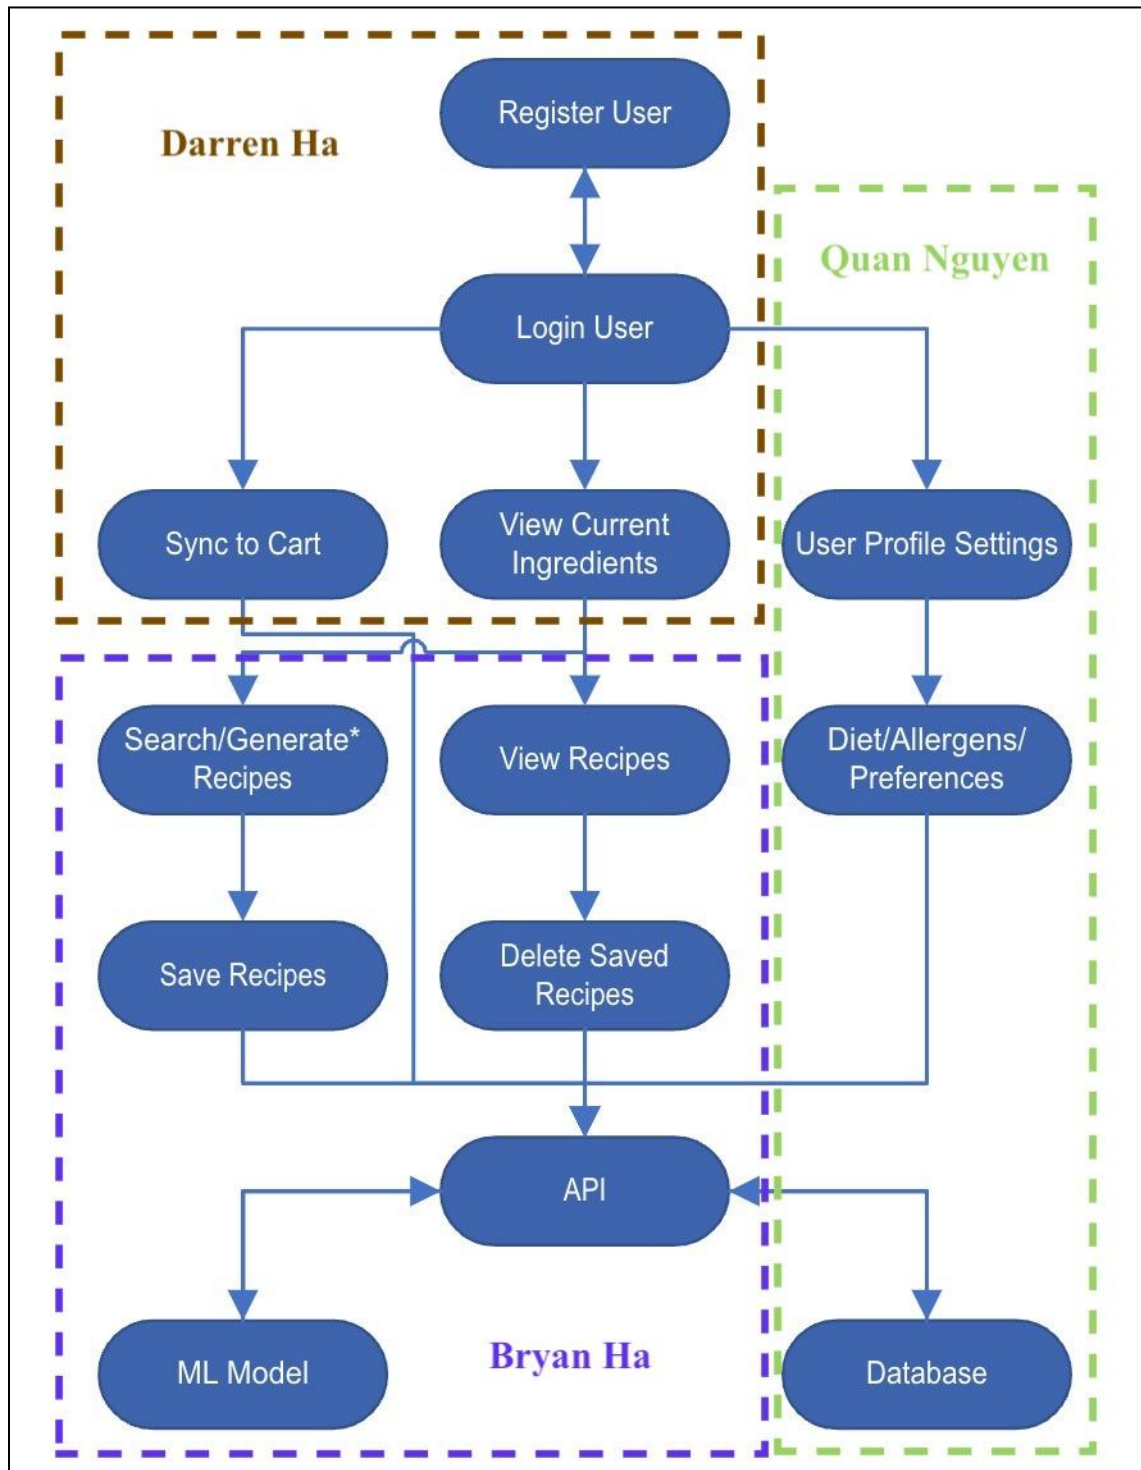 Register User
Darren Ha
Quan Nguyen
Login User
Sync to Cart
View Current
Ingredients
User Profile Settings
Search/Generate*
Recipes
View Recipes
Diet/Allergens/
Preferences
Save Recipes
Delete Saved
Recipes
API
Bryan Ha
ML Model
Database